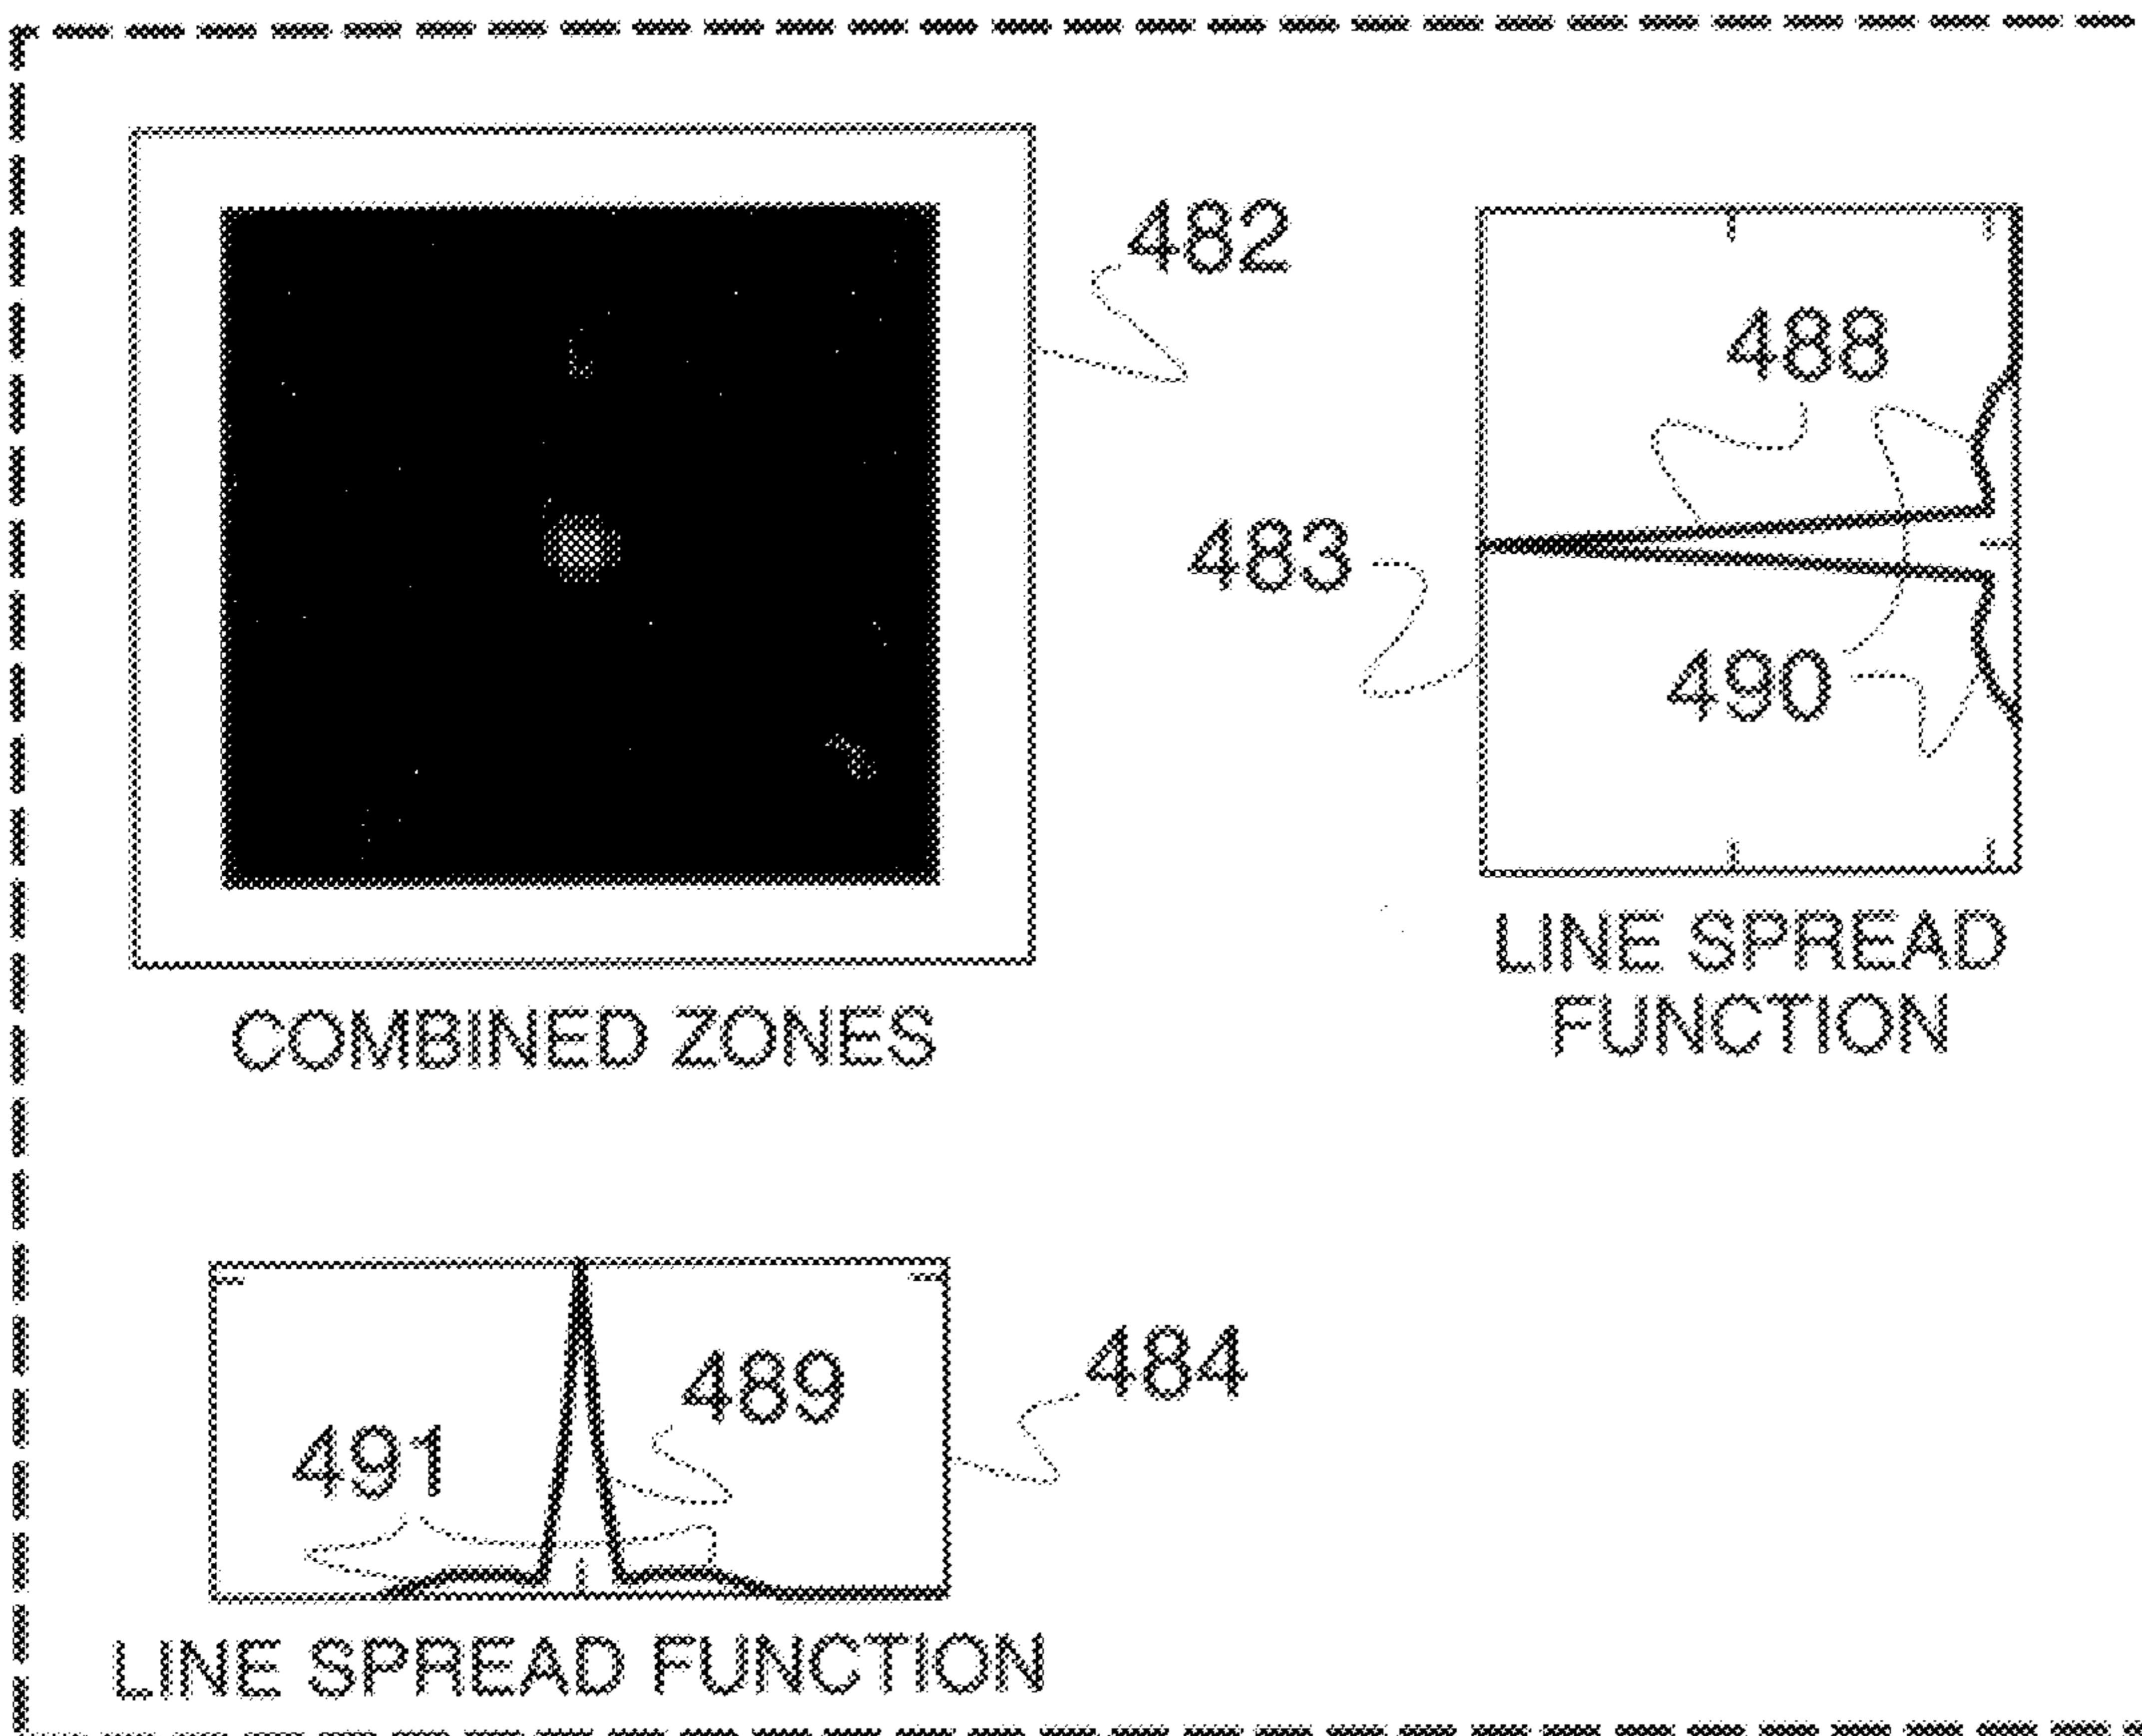 482
488
483
490
LINE SPREAD
FUNCTION
COMBINED ZONES
489
484
491
LINE SPREAD FUNCTION